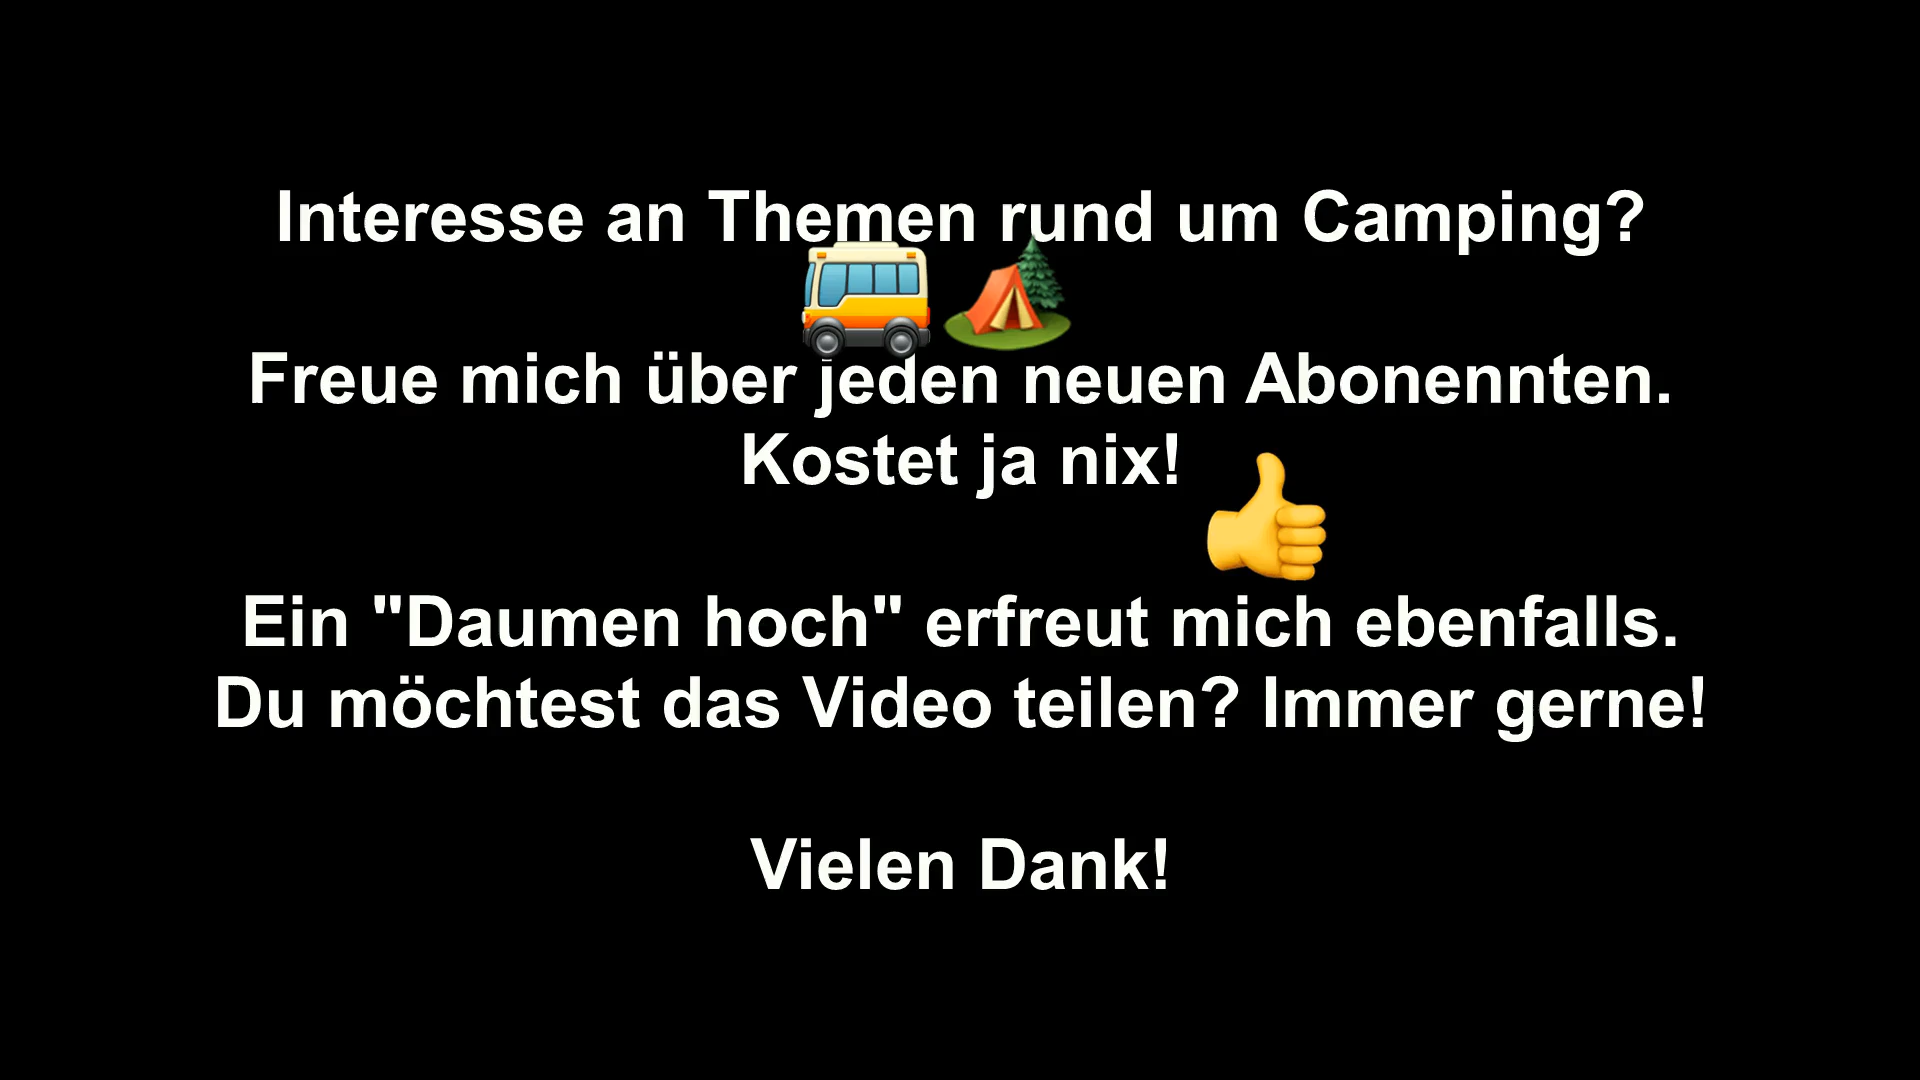 Interesse an Themen rund um Camping?
Freue mich über jeden neuen Abonennten.
Kostet ja nix!
Ein "Daumen hoch" erfreut mich ebenfalls.
Du möchtest das Video teilen? Immer gerne!
Vielen Dank!